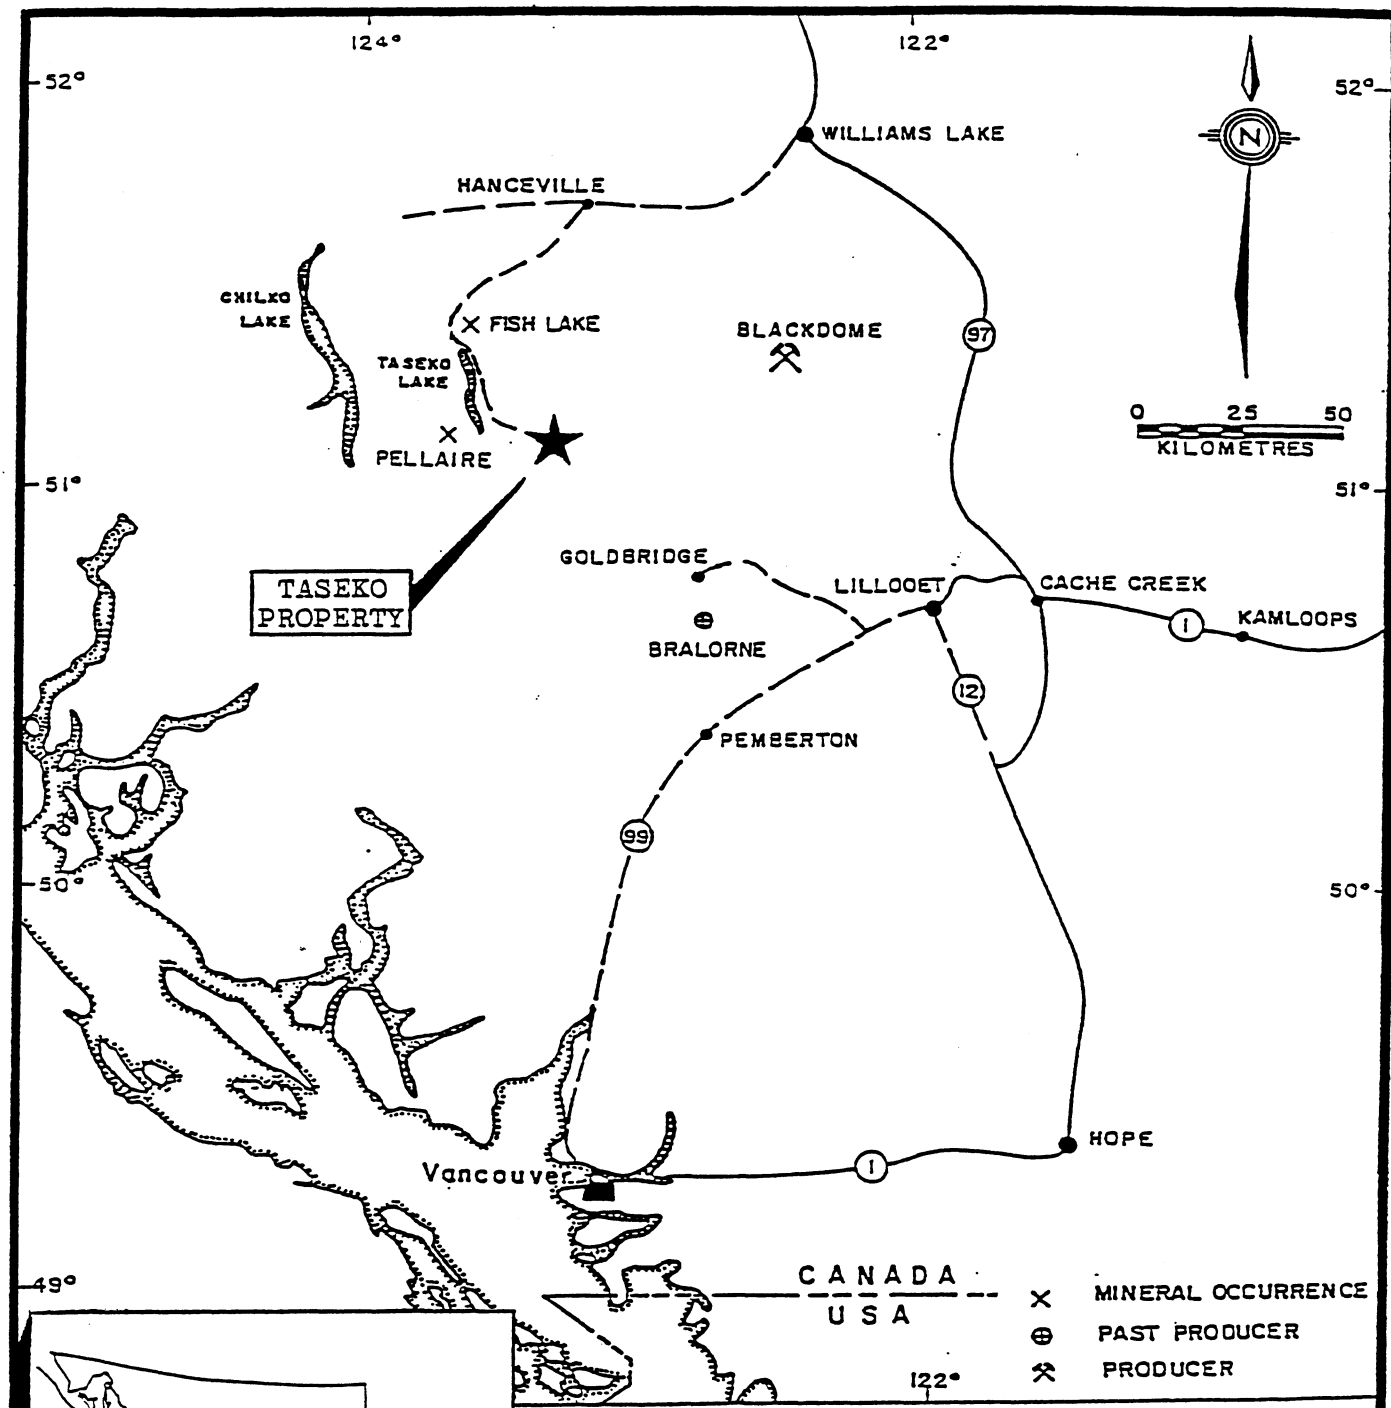 124°
122°
52°
52°
N
WILLIAMS LAKE
HANCEVILLE
CHILKO
LAKE
FISH LAKE
TASEKO
LAKE
BLACKDOME
97
0 25 50
KILOMETRES
PELLAIRE
51°
51°
GOLDBRIDGE
LILLOOET
CACHE CREEK
TASEKO
PROPERTY
1
KAMLOOPS
BRALORNE
12
PEMBERTON
99
50°
50°
HOPE
Vancouver
1
49°
CANADA
USA
MINERAL OCCURRENCE
PAST PRODUCER
PRODUCER
122°